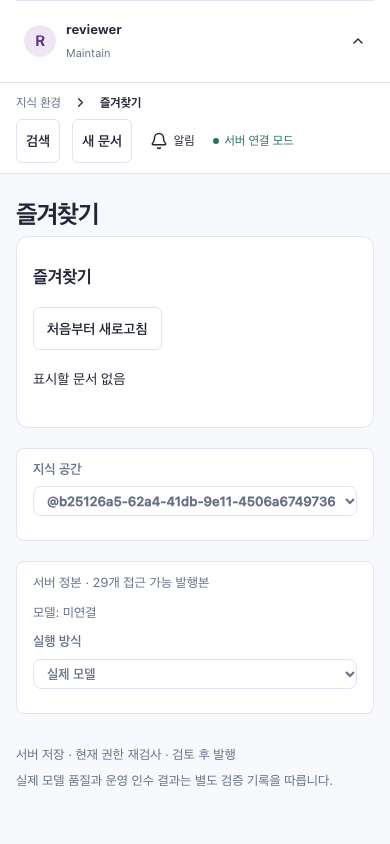 R
reviewer
Maintain
지식 환경 > 즐겨찾기
검색 새 문서 알림 서버 연결 모드
즐겨찾기
즐겨찾기
처음부터 새로고침
표시할 문서 없음
지식 공간
@b25126a5-62a4-41db-9e11-4506a6749736
서버 정본 · 29개 접근 가능 발행본
모델: 미연결
실행 방식
실제 모델
서버 저장 · 현재 권한 재검사 · 검토 후 발행
실제 모델 품질과 운영 인수 결과는 별도 검증 기록을 따릅니다.